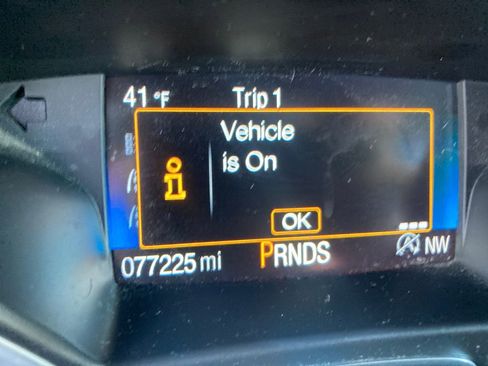 41 °F Trip 1
Vehicle
is On
OK
077225 mi PRNDS NW